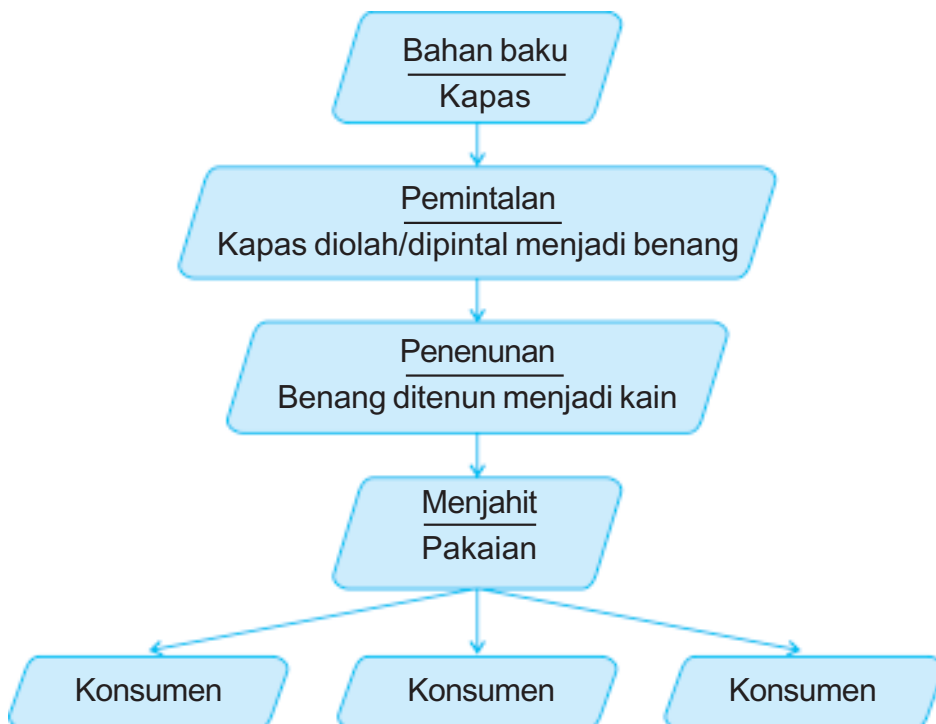 Bahan baku
Kapas
Pemintalan
Kapas diolah/dipintal menjadi benang
Penenunan
Benang ditenun menjadi kain
Menjahit
Pakaian
Konsumen
Konsumen
Konsumen